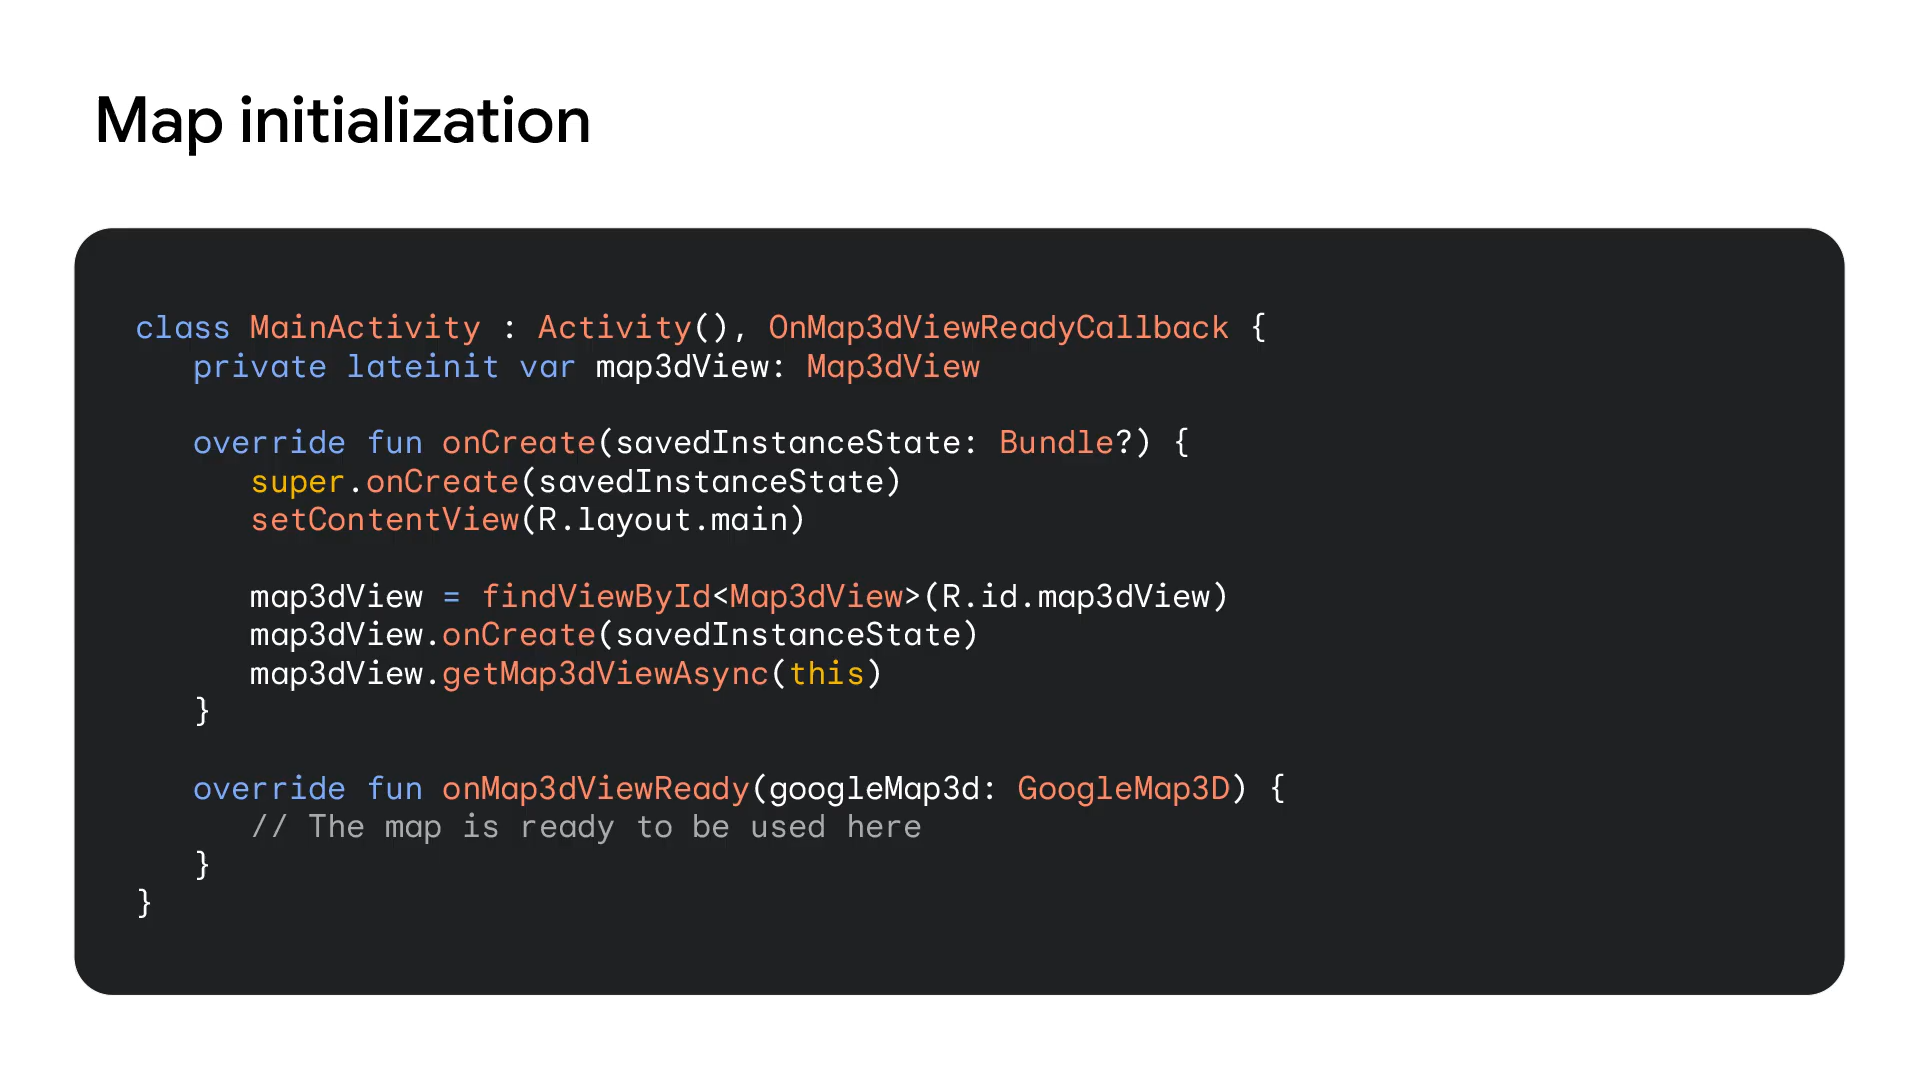 Map initialization
class MainActivity : Activity(), OnMap3dViewReadyCallback {
private lateinit var map3dView: Map3dView
override fun onCreate(savedInstanceState: Bundle?) {
super.onCreate(savedInstanceState)
setContentView(R.layout.main)
map3dView = findViewById<Map3dView>(R.id.map3dView)
map3dView.onCreate(savedInstanceState)
map3dView.getMap3dViewAsync(this)
}
override fun onMap3dViewReady(googleMap3d: GoogleMap3D) {
// The map is ready to be used here
}
}